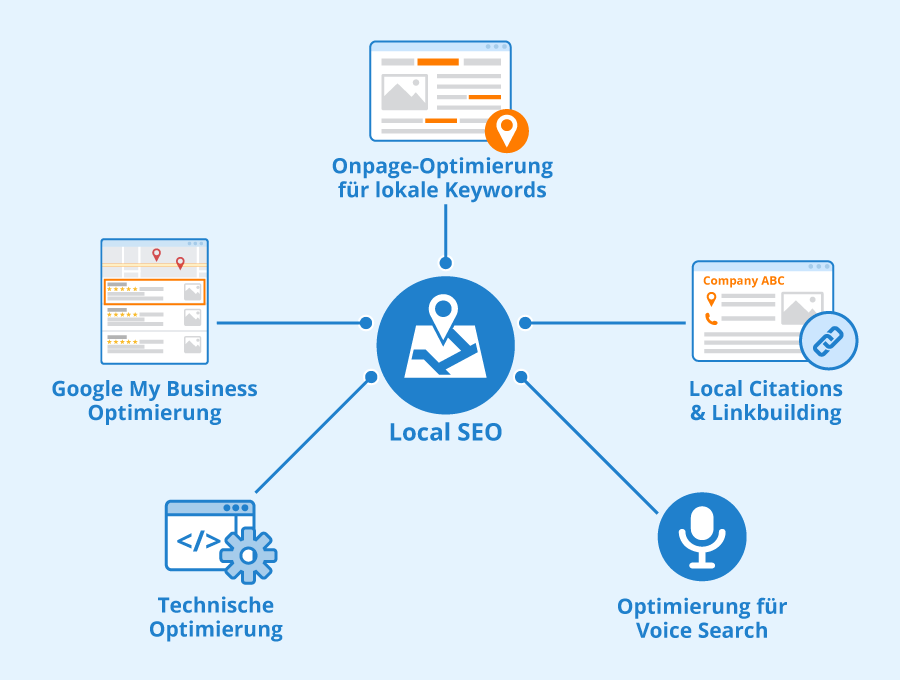 Onpage-Optimierung
für lokale Keywords
Company ABC
Google My Business
Optimierung
Local Citations
& Linkbuilding
Local SEO
</>
Technische
Optimierung
Optimierung für
Voice Search